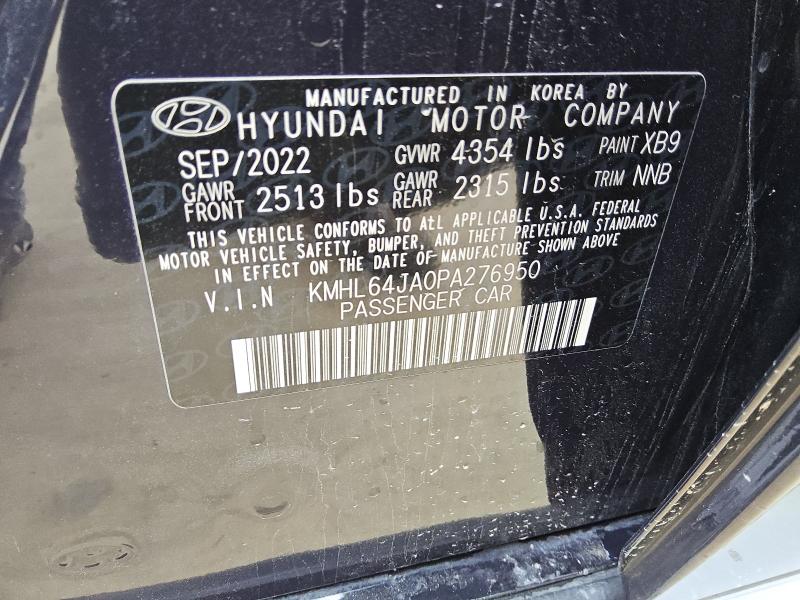 MANUFACTURED IN KOREA BY
HYUNDAI MOTOR COMPANY
SEP/2022 GVWR 4354 lbs PAINT XB9
GAWR FRONT 2513 lbs GAWR REAR 2315 lbs TRIM NNB
THIS VEHICLE CONFORMS TO ALL APPLICABLE U.S.A. FEDERAL
MOTOR VEHICLE SAFETY, BUMPER, AND THEFT PREVENTION STANDARDS
IN EFFECT ON THE DATE OF MANUFACTURE SHOWN ABOVE
V.I.N KMHL64JA0PA276950
PASSENGER CAR